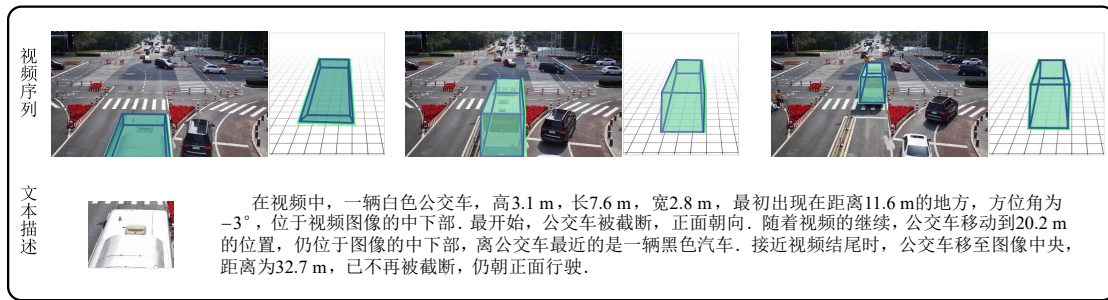 视频序列
文本描述
在视频中，一辆白色公交车，高3.1 m，长7.6 m，宽2.8 m，最初出现在距离11.6 m的地方，方位角为
−3°，位于视频图像的中下部．最开始，公交车被截断，正面朝向．随着视频的继续，公交车移动到20.2 m
的位置，仍位于图像的中下部，离公交车最近的是一辆黑色汽车．接近视频结尾时，公交车移至图像中央，
距离为32.7 m，已不再被截断，仍朝正面行驶．